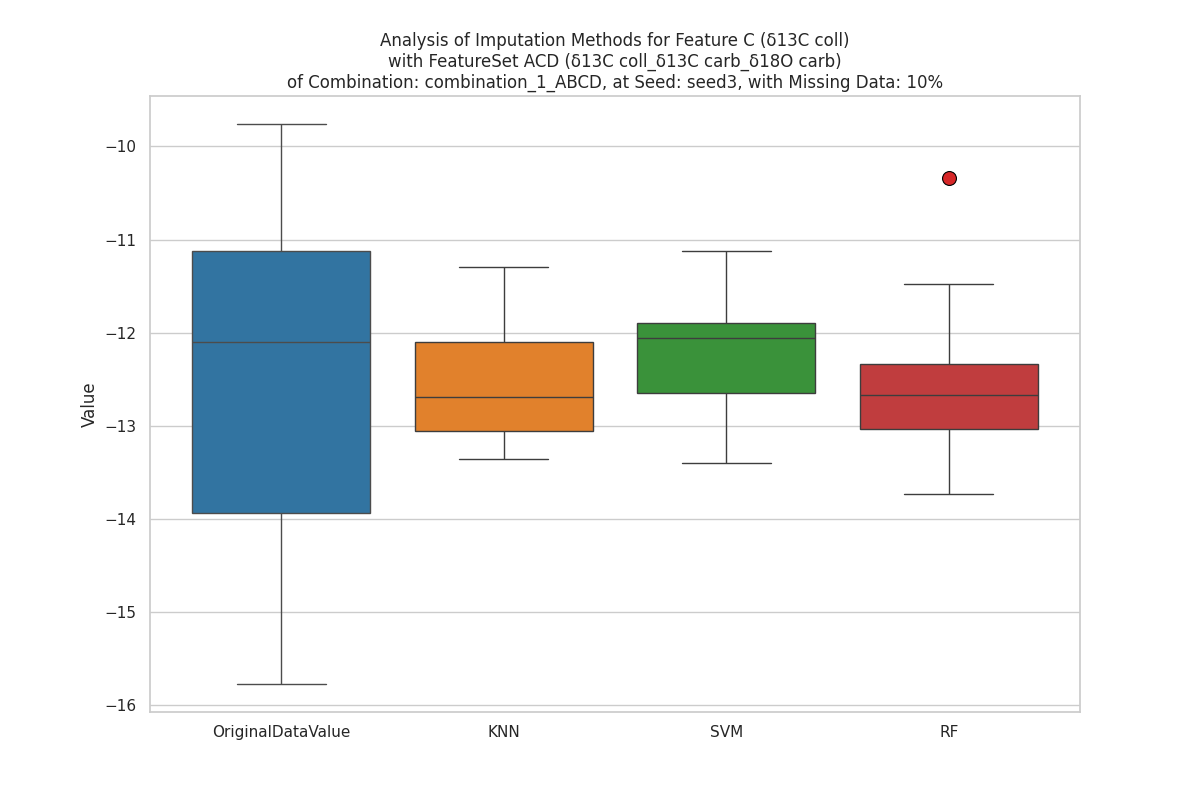 Analysis of Imputation Methods for Feature C (δ13C coll)
with FeatureSet ACD (δ13C coll_δ13C carb_δ18O carb)
of Combination: combination_1_ABCD, at Seed: seed3, with Missing Data: 10%
Value
−10
−11
−12
−13
−14
−15
−16
OriginalDataValue
KNN
SVM
RF